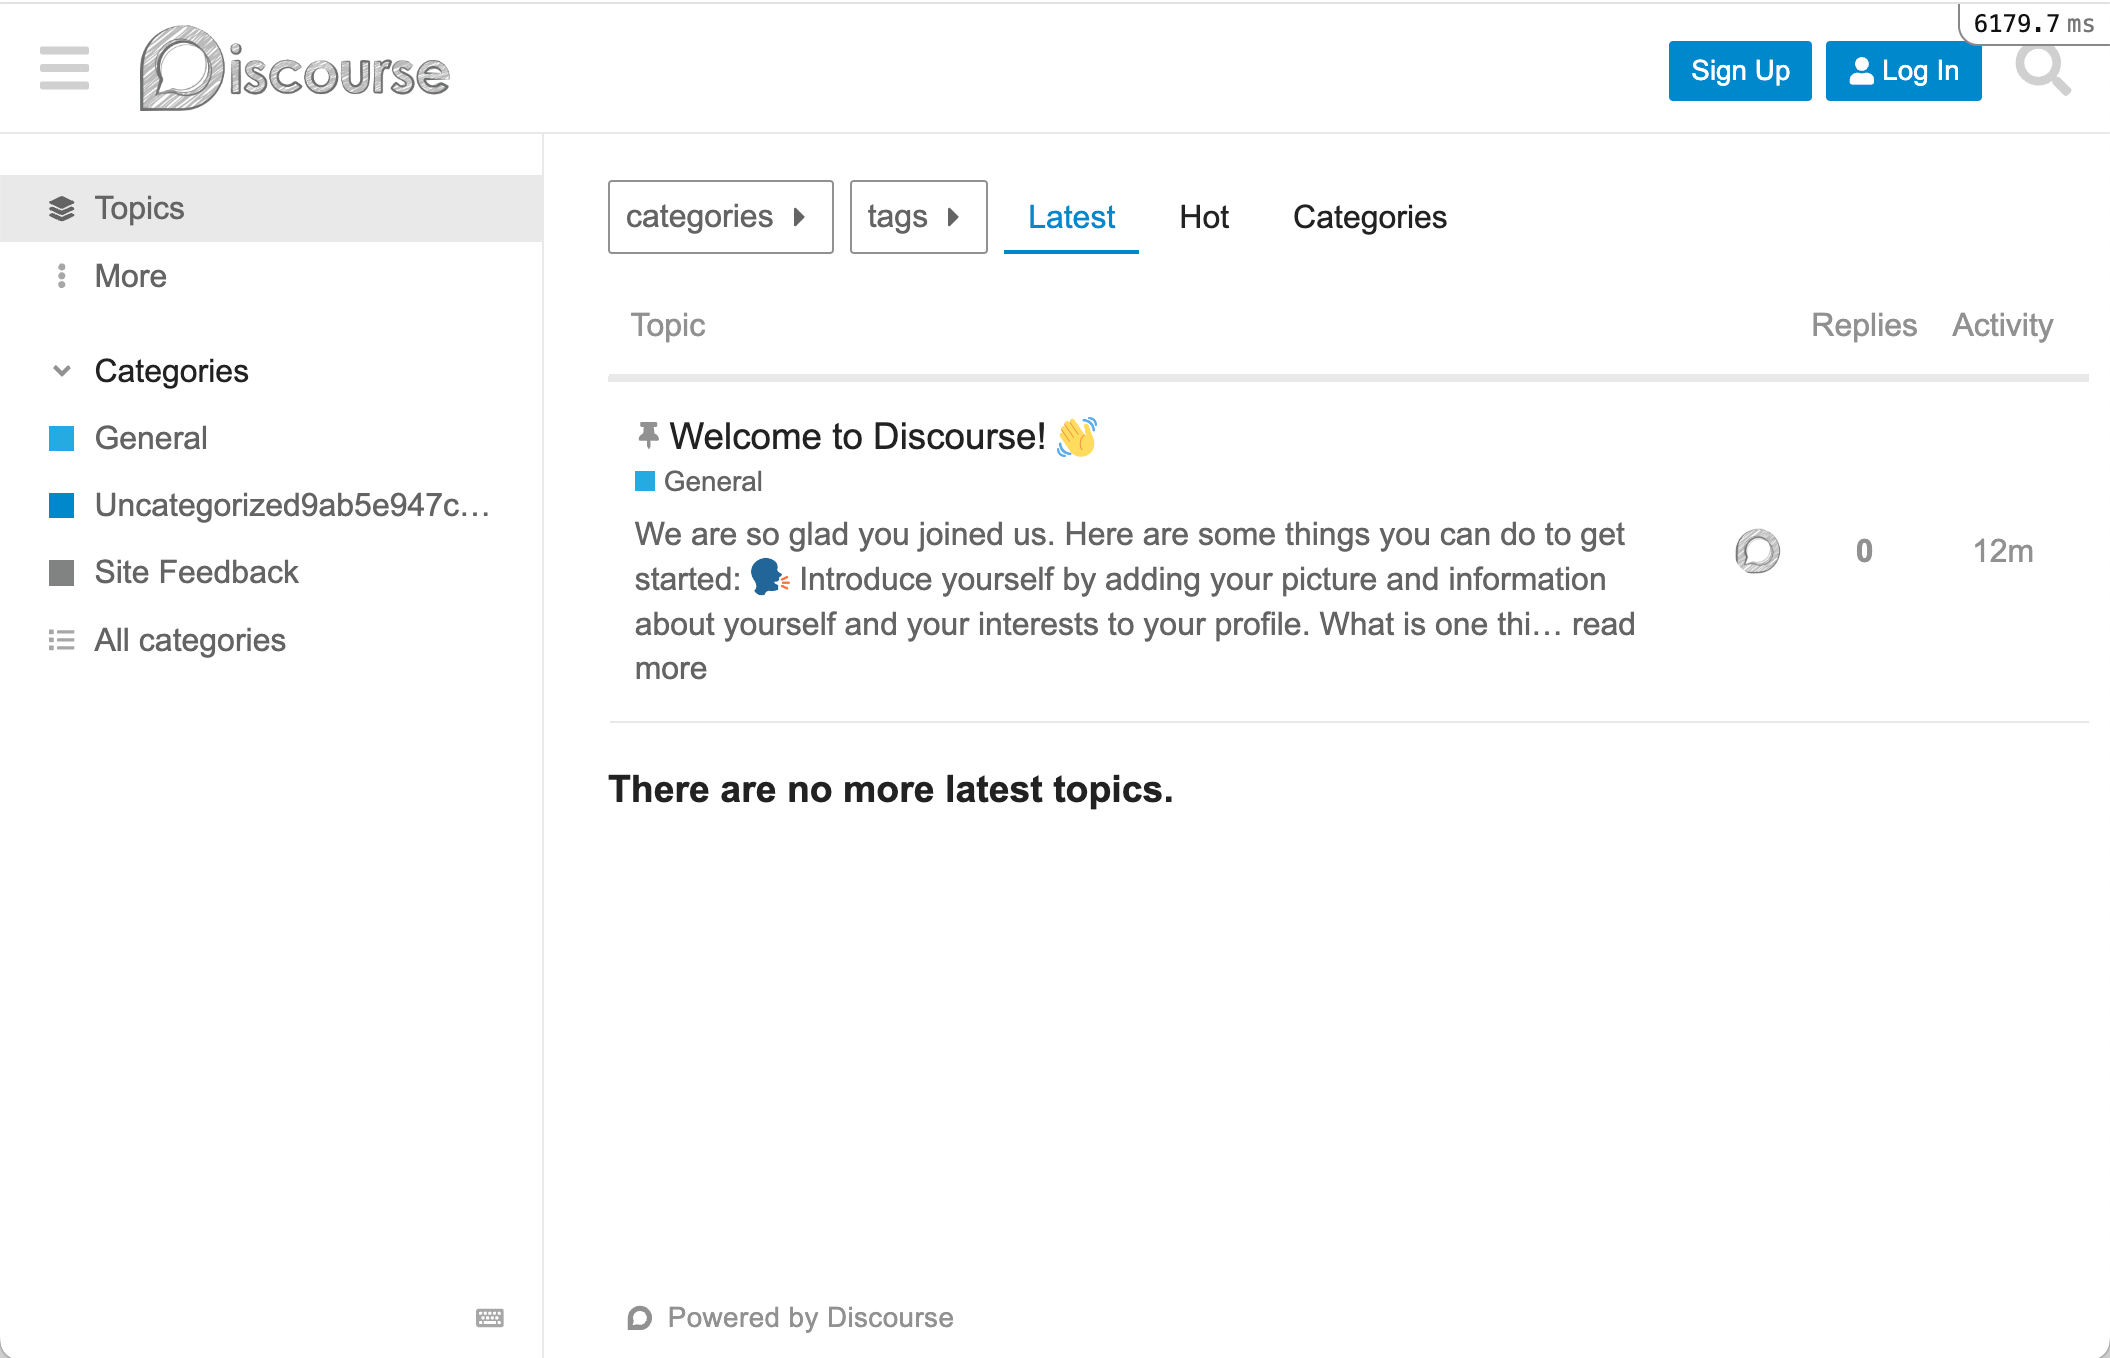 6179.7 ms
Discourse
Sign Up
Log In
Topics
More
Categories
General
Uncategorized9ab5e947c…
Site Feedback
All categories
categories
tags
Latest
Hot
Categories
Topic
Replies
Activity
Welcome to Discourse! 👋
General
We are so glad you joined us. Here are some things you can do to get
started: 🗣 Introduce yourself by adding your picture and information
about yourself and your interests to your profile. What is one thi… read
more
0
12m
There are no more latest topics.
Powered by Discourse